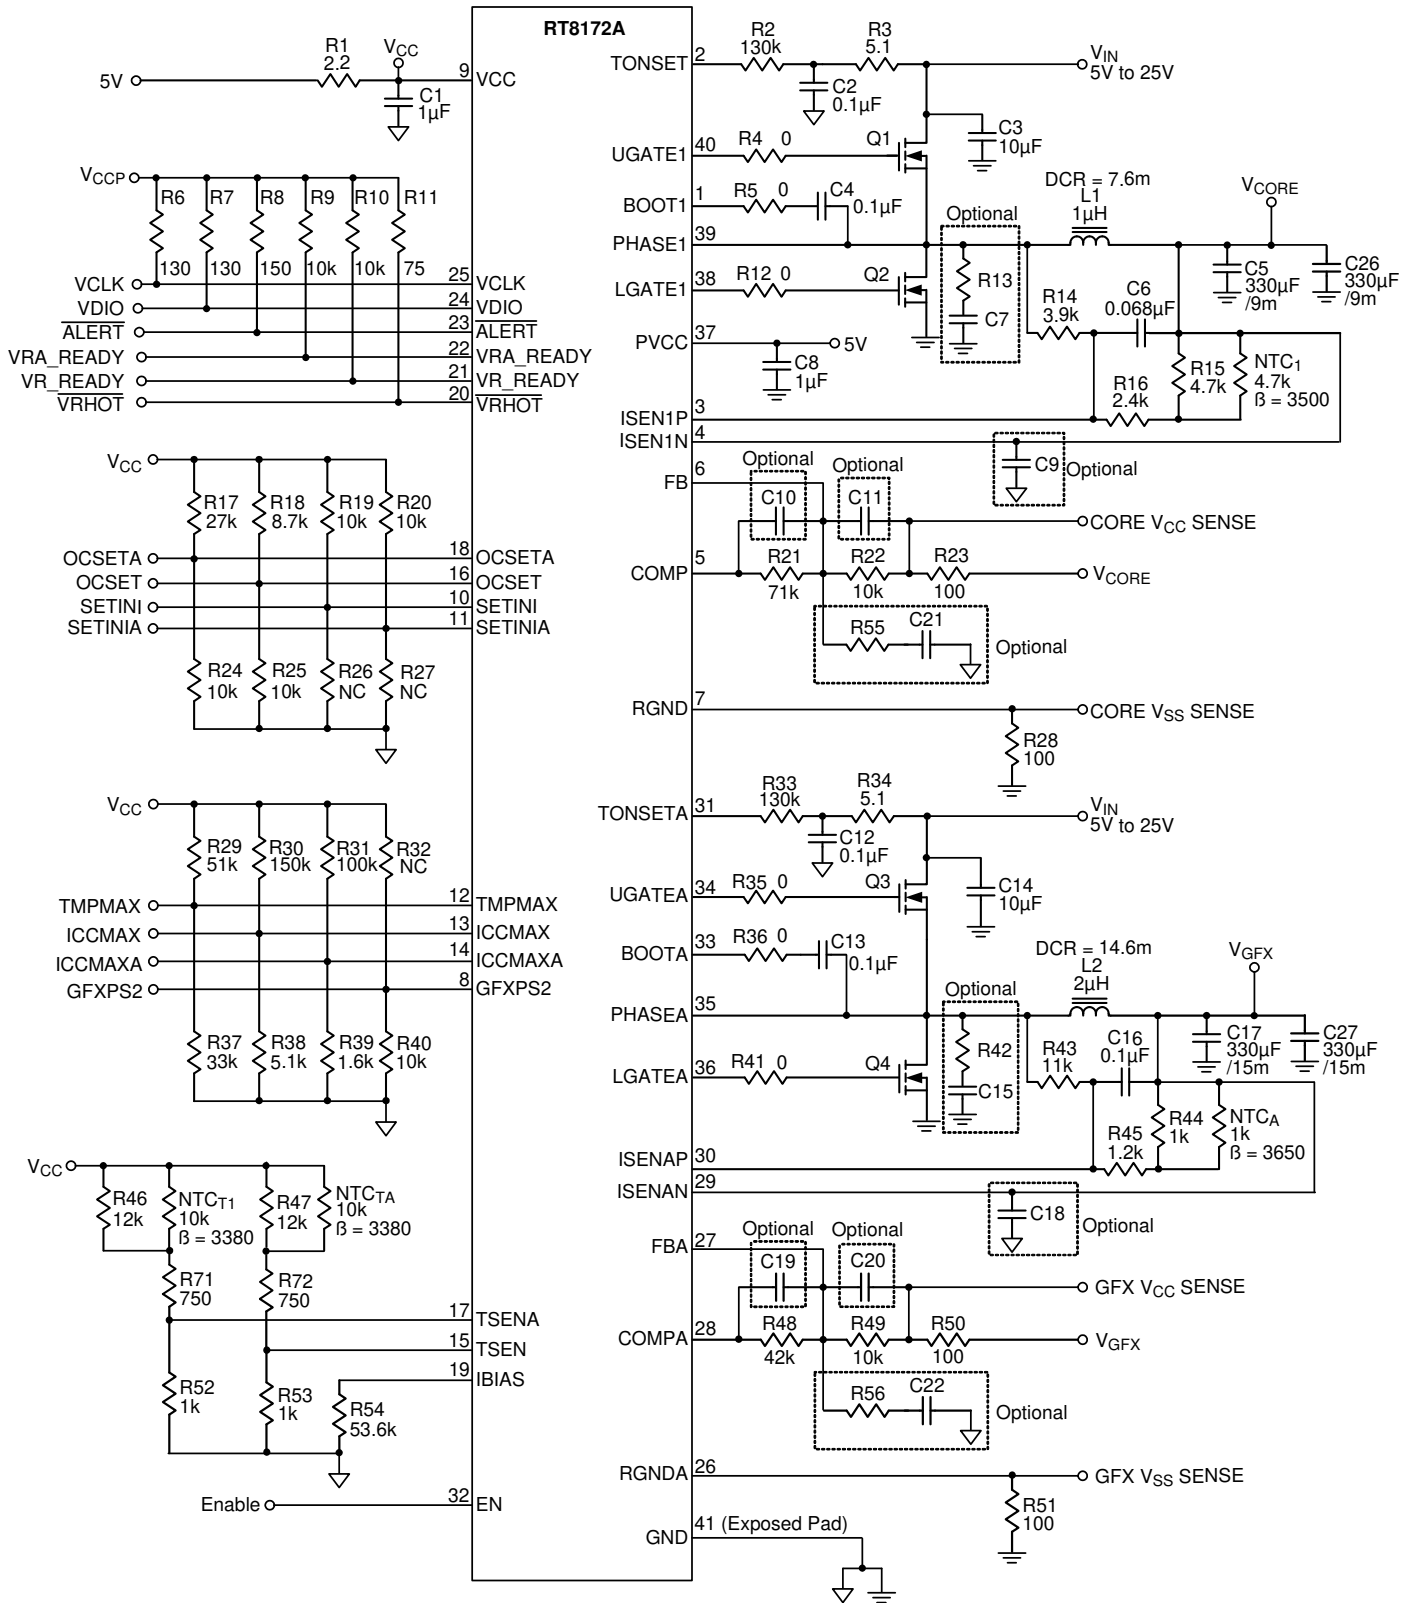 RT8172A
5V
R1
2.2
VCC
C1
1µF
9
VCC
VCCP
R6
R7
R8
R9
R10
R11
130
130
150
10k
10k
75
VCLK
25
VCLK
VDIO
24
VDIO
ALERT
23
ALERT
VRA_READY
22
VRA_READY
VR_READY
21
VR_READY
VRHOT
20
VRHOT
VCC
R17
27k
R18
8.7k
R19
10k
R20
10k
OCSETA
18
OCSETA
OCSET
16
OCSET
SETINI
10
SETINI
SETINIA
11
SETINIA
R24
10k
R25
10k
R26
NC
R27
NC
VCC
R29
51k
R30
150k
R31
100k
R32
NC
TMPMAX
12
TMPMAX
ICCMAX
13
ICCMAX
ICCMAXA
14
ICCMAXA
GFXPS2
8
GFXPS2
R37
33k
R38
5.1k
R39
1.6k
R40
10k
VCC
R46
12k
NTCT1
10k
ß = 3380
R47
12k
NTCTA
10k
ß = 3380
R71
750
R72
750
17
TSENA
15
TSEN
19
IBIAS
R52
1k
R53
1k
R54
53.6k
Enable
32
EN
TONSET
2
R2
130k
R3
5.1
C2
0.1µF
VIN
5V to 25V
C3
10µF
UGATE1
40
R4 0
Q1
BOOT1
1
R5 0
C4
0.1µF
PHASE1
39
Optional
R13
C7
DCR = 7.6m
L1
1µH
VCORE
C5
330µF
/9m
C26
330µF
/9m
LGATE1
38
R12 0
Q2
R14
3.9k
C6
0.068µF
PVCC
37
5V
C8
1µF
R16
2.4k
R15
4.7k
NTC1
4.7k
ß = 3500
ISEN1P
3
ISEN1N
4
C9
Optional
FB
6
Optional
C10
Optional
C11
CORE VCC SENSE
COMP
5
R21
71k
R22
10k
R23
100
VCORE
R55
C21
Optional
RGND
7
CORE VSS SENSE
R28
100
TONSETA
31
R33
130k
R34
5.1
C12
0.1µF
VIN
5V to 25V
C14
10µF
UGATEA
34
R35 0
Q3
BOOTA
33
R36 0
C13
0.1µF
PHASEA
35
Optional
R42
C15
DCR = 14.6m
L2
2µH
VGFX
C17
330µF
/15m
C27
330µF
/15m
LGATEA
36
R41 0
Q4
R43
11k
C16
0.1µF
R45
1.2k
R44
1k
NTCA
1k
ß = 3650
ISENAP
30
ISENAN
29
C18
Optional
FBA
27
Optional
C19
Optional
C20
GFX VCC SENSE
COMPA
28
R48
42k
R49
10k
R50
100
VGFX
R56
C22
Optional
RGNDA
26
GFX VSS SENSE
R51
100
GND
41 (Exposed Pad)